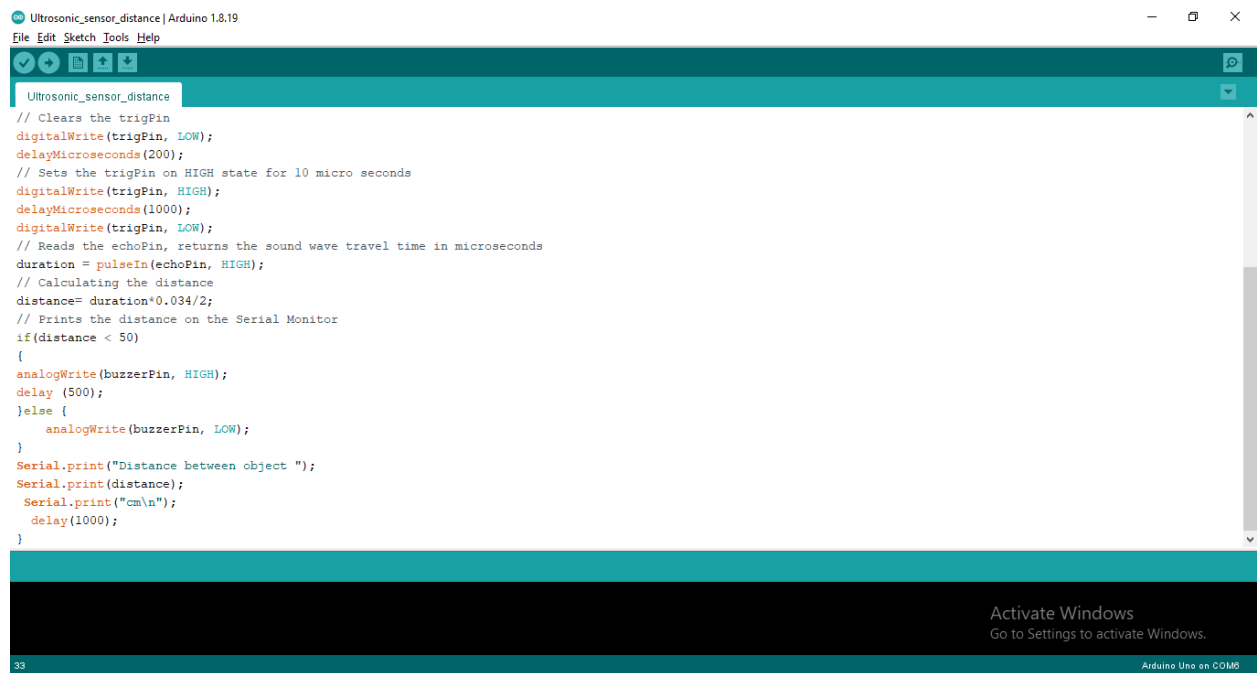 Ultrosonic_sensor_distance | Arduino 1.8.19
File Edit Sketch Tools Help
Ultrosonic_sensor_distance
// Clears the trigPin
digitalWrite(trigPin, LOW);
delayMicroseconds(200);
// Sets the trigPin on HIGH state for 10 micro seconds
digitalWrite(trigPin, HIGH);
delayMicroseconds(1000);
digitalWrite(trigPin, LOW);
// Reads the echoPin, returns the sound wave travel time in microseconds
duration = pulseIn(echoPin, HIGH);
// Calculating the distance
distance= duration*0.034/2;
// Prints the distance on the Serial Monitor
if(distance < 50)
{
analogWrite(buzzerPin, HIGH);
delay (500);
}else {
    analogWrite(buzzerPin, LOW);
}
Serial.print("Distance between object ");
Serial.print(distance);
 Serial.print("cm\n");
  delay(1000);
}
Activate Windows
Go to Settings to activate Windows.
33
Arduino Uno on COM6